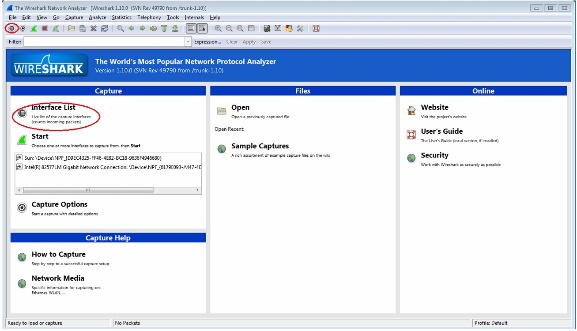 The Wireshark Network Analyzer [Wireshark 1.10.0 (SVN Rev 49790 from /trunk-1.10)]
File Edit View Go Capture Analyze Statistics Telephony Tools Internals Help
Filter: Expression... Clear Apply Save
WIRESHARK
The World's Most Popular Network Protocol Analyzer
Version 1.10.0 (SVN Rev 49790 from /trunk-1.10)
Capture
Interface List
Live list of the capture interfaces
(counts incoming packets)
Start
Choose one or more interfaces to capture from, then Start
Intel(R) 82577LM Gigabit Network Connection:
Capture Options
Start a capture with detailed options
Capture Help
How to Capture
Step by step to a successful capture setup
Network Media
Specific information for capturing on:
Ethernet, WLAN, ...
Files
Open
Open a previously captured file
Open Recent:
Sample Captures
A rich assortment of example capture files on the wiki
Online
Website
Visit the project's website
User's Guide
The User's Guide (local version, if installed)
Security
Work with Wireshark as securely as possible
Ready to load or capture
No Packets
Profile: Default